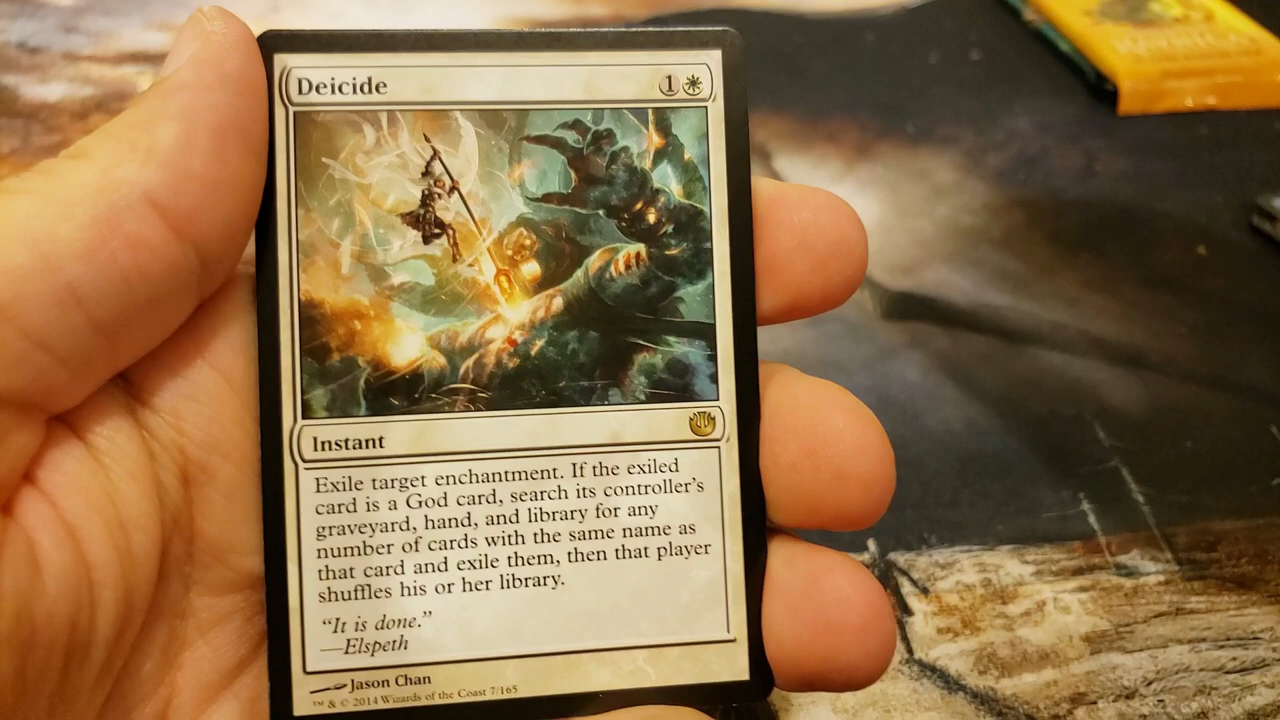 Deicide 1
Instant
Exile target enchantment. If the exiled
card is a God card, search its controller's
graveyard, hand, and library for any
number of cards with the same name as
that card and exile them, then that player
shuffles his or her library.
“It is done.”
—Elspeth
Jason Chan
™ & © 2014 Wizards of the Coast 7/165